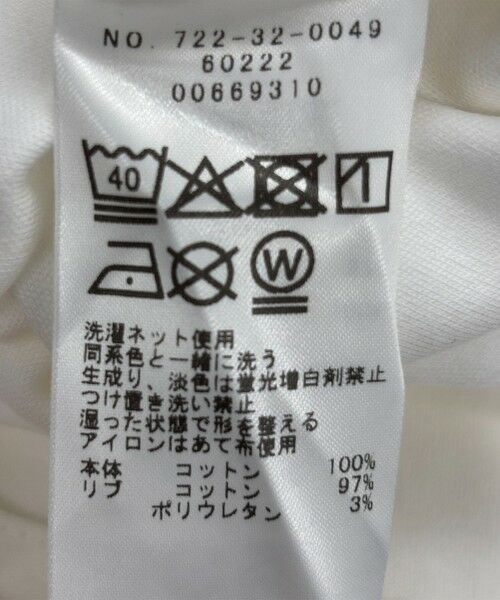 NO. 722-32-0049
60222
00669310
40
W
洗濯ネット使用
同系色と一緒に洗う
生成り、淡色は蛍光増白剤禁止
つけ置き洗い禁止
湿った状態で形を整える
アイロンはあて布使用
本体 コットン 100%
リブ コットン 97%
ポリウレタン 3%